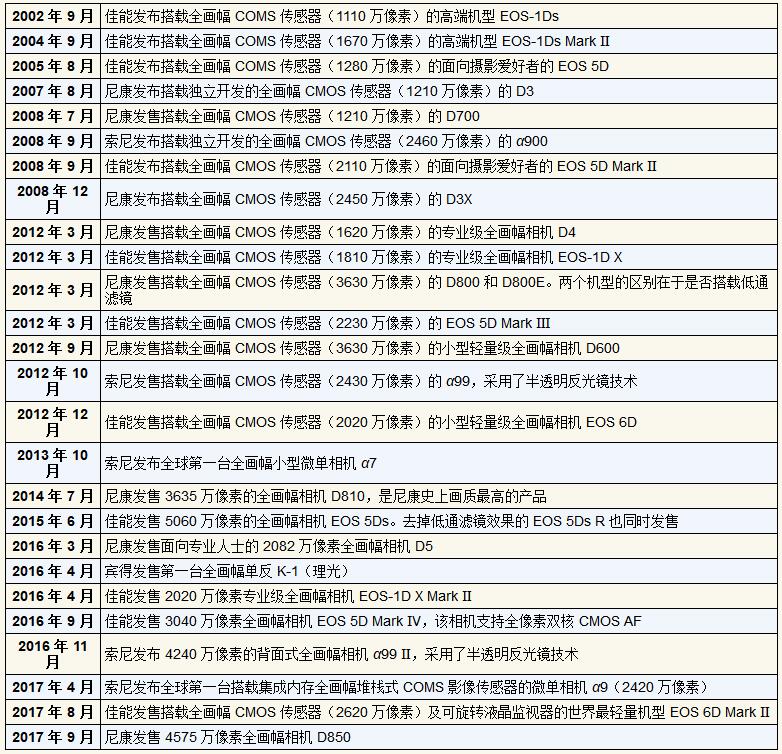 2002 年 9 月 佳能发布搭载全画幅 COMS 传感器（1110 万像素）的高端机型 EOS-1Ds
2004 年 9 月 佳能发布搭载全画幅 COMS 传感器（1670 万像素）的高端机型 EOS-1Ds Mark Ⅱ
2005 年 8 月 佳能发布搭载全画幅 COMS 传感器（1280 万像素）的面向摄影爱好者的 EOS 5D
2007 年 8 月 尼康发布搭载独立开发的全画幅 CMOS 传感器（1210 万像素）的 D3
2008 年 7 月 尼康发售搭载全画幅 CMOS 传感器（1210 万像素）的 D700
2008 年 9 月 索尼发布搭载独立开发的全画幅 CMOS 传感器（2460 万像素）的 α900
2008 年 9 月 佳能发布搭载全画幅 CMOS 传感器（2110 万像素）的面向摄影爱好者的 EOS 5D Mark Ⅱ
2008 年 12
月 尼康发布搭载全画幅 CMOS 传感器（2450 万像素）的 D3X
2012 年 3 月 尼康发售搭载全画幅 CMOS 传感器（1620 万像素）的专业级全画幅相机 D4
2012 年 3 月 佳能发售搭载全画幅 CMOS 传感器（1810 万像素）的专业级全画幅相机 EOS-1D X
2012 年 3 月 尼康发售搭载全画幅 CMOS 传感器（3630 万像素）的 D800 和 D800E。两个机型的区别在于是否搭载低通
滤镜
2012 年 3 月 佳能发售搭载全画幅 CMOS 传感器（2230 万像素）的 EOS 5D Mark Ⅲ
2012 年 9 月 尼康发售搭载全画幅 CMOS 传感器（3630 万像素）的小型轻量级全画幅相机 D600
2012 年 10
月 索尼发售搭载全画幅 CMOS 传感器（2430 万像素）的 α99，采用了半透明反光镜技术
2012 年 12
月 佳能发售搭载全画幅 CMOS 传感器（2020 万像素）的小型轻量级全画幅相机 EOS 6D
2013 年 10
月 索尼发布全球第一台全画幅小型微单相机 α7
2014 年 7 月 尼康发售 3635 万像素的全画幅相机 D810，是尼康史上画质最高的产品
2015 年 6 月 佳能发售 5060 万像素的全画幅相机 EOS 5Ds。去掉低通滤镜效果的 EOS 5Ds R 也同时发售
2016 年 3 月 尼康发售面向专业人士的 2082 万像素全画幅相机 D5
2016 年 4 月 宾得发售第一台全画幅单反 K-1（理光）
2016 年 4 月 佳能发售 2020 万像素专业级全画幅相机 EOS-1D X Mark Ⅱ
2016 年 9 月 佳能发售 3040 万像素全画幅相机 EOS 5D Mark Ⅳ，该相机支持全像素双核 CMOS AF
2016 年 11
月 索尼发布 4240 万像素的背面式全画幅相机 α99 Ⅱ，采用了半透明反光镜技术
2017 年 4 月 索尼发布全球第一台搭载集成内存全画幅堆栈式 COMS 影像传感器的微单相机 α9（2420 万像素）
2017 年 8 月 佳能发售搭载全画幅 CMOS 传感器（2620 万像素）及可旋转液晶监视器的世界最轻量机型 EOS 6D Mark Ⅱ
2017 年 9 月 尼康发售 4575 万像素全画幅相机 D850